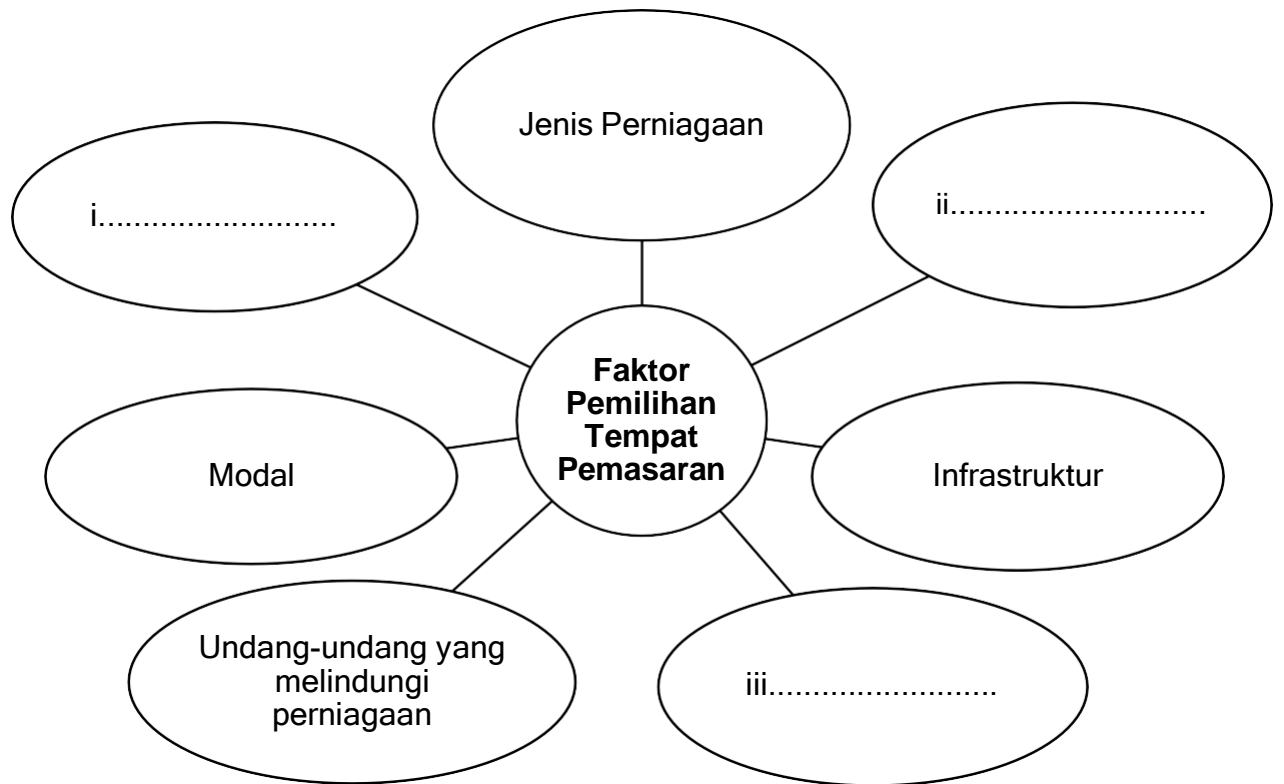 Jenis Perniagaan
i...........................
ii.............................
Faktor
Pemilihan
Tempat
Pemasaran
Modal
Infrastruktur
Undang-undang yang
melindungi
perniagaan
iii..........................